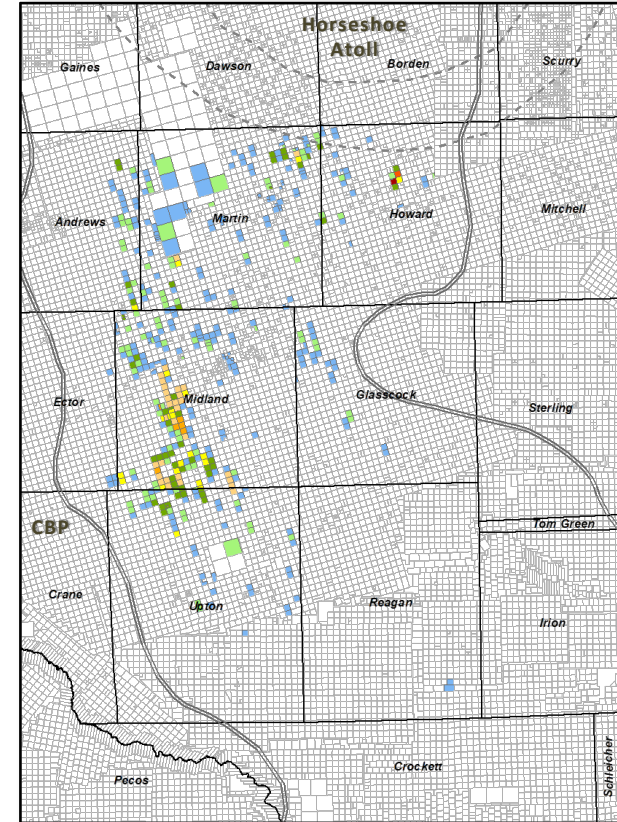 Horseshoe
Atoll
Gaines
Dawson
Borden
Scurry
Andrews
Martin
Howard
Mitchell
Ector
Midland
Glasscock
Sterling
CBP
Tom Green
Crane
Upton
Reagan
Irion
Pecos
Crockett
Schleicher